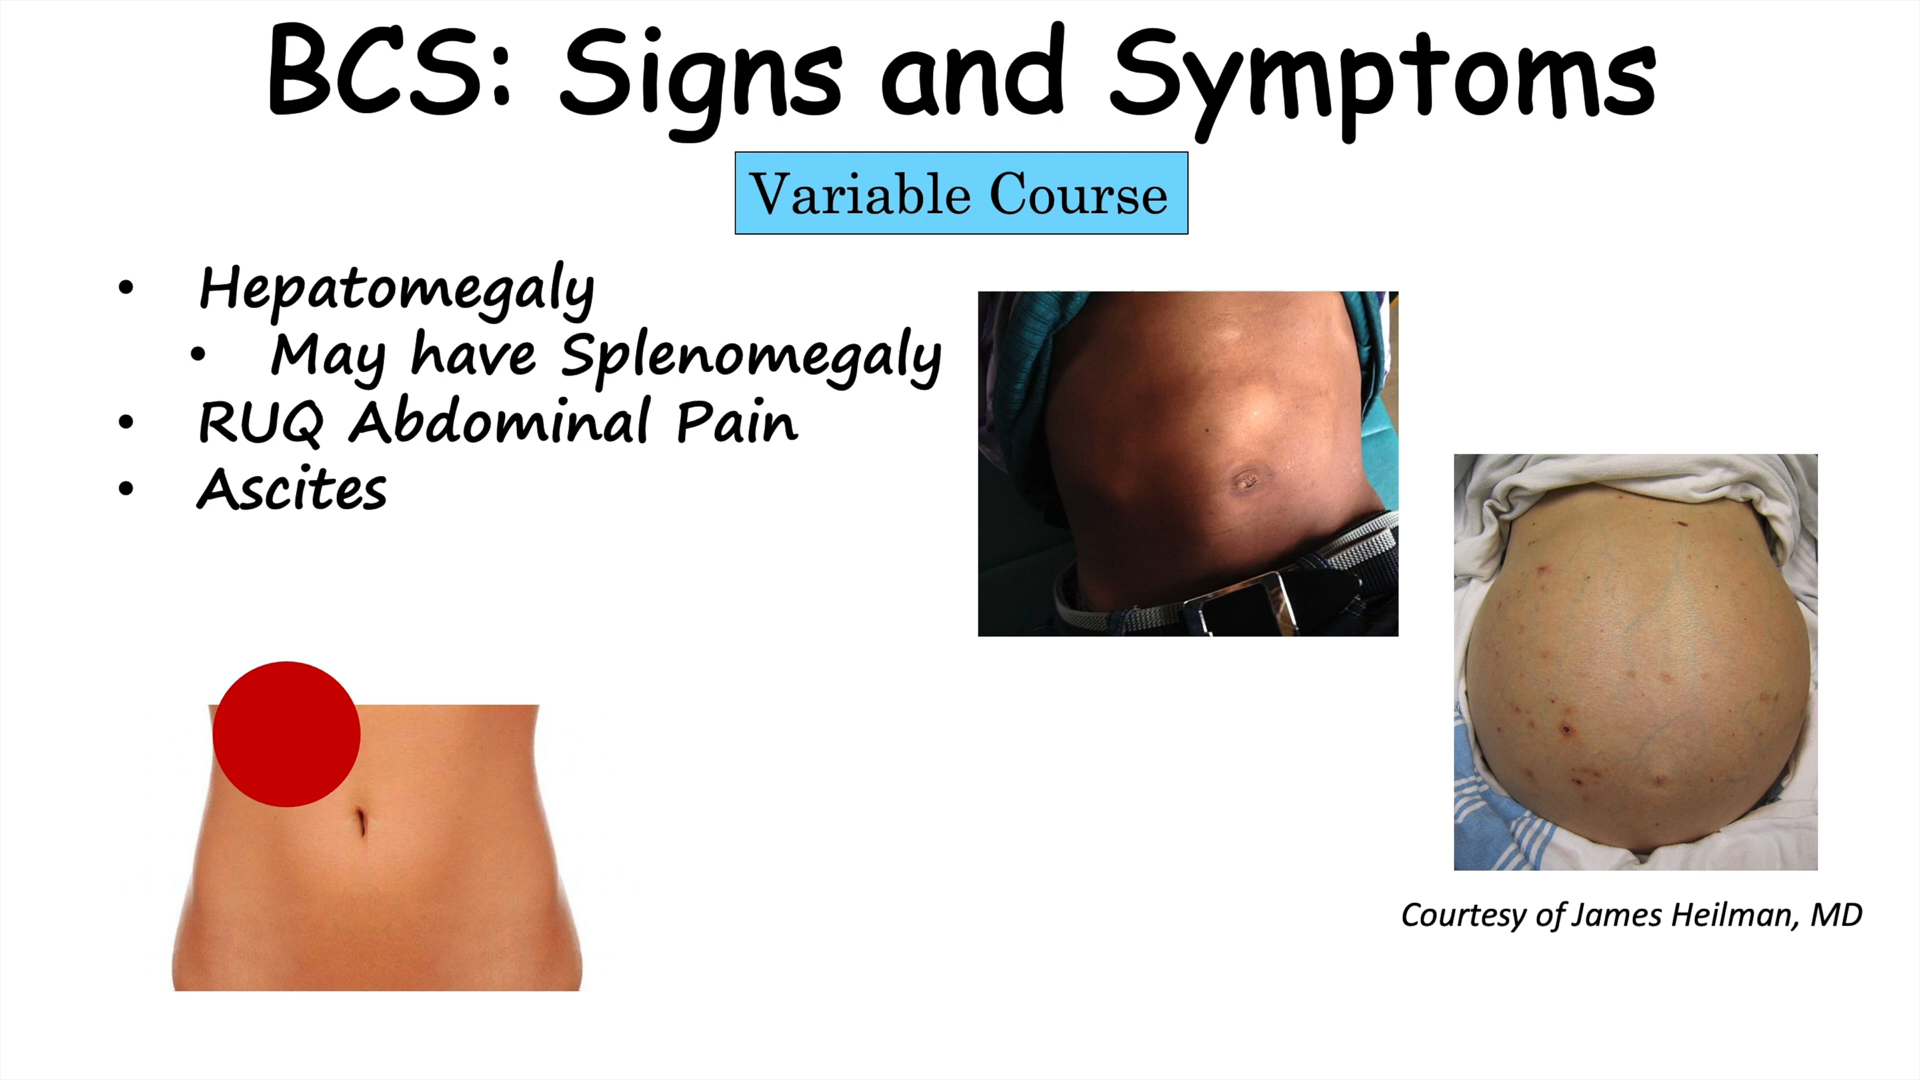 BCS: Signs and Symptoms
Variable Course
• Hepatomegaly
• May have Splenomegaly
• RUQ Abdominal Pain
• Ascites
Courtesy of James Heilman, MD